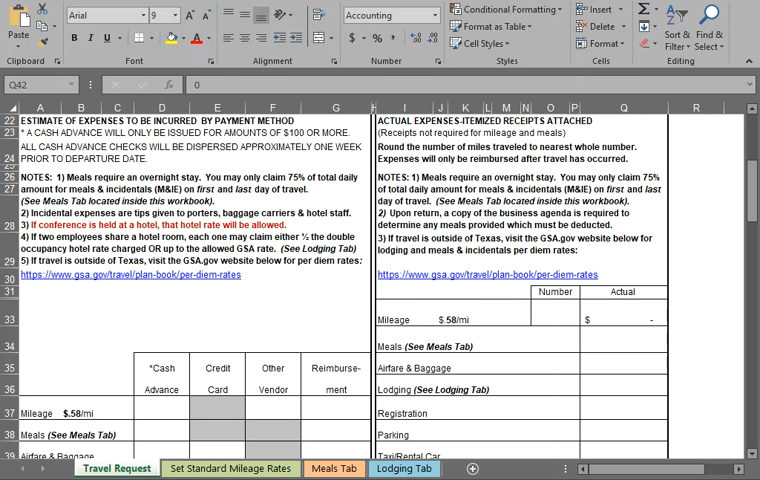 Arial
9
Accounting
Conditional Formatting
Insert
Format as Table
Delete
Paste
Cell Styles
Format
Sort & Filter
Find & Select
Clipboard
Font
Alignment
Number
Styles
Cells
Editing
Q42
fx
0
A B C D E F G H I J K L M N O P Q R
22 ESTIMATE OF EXPENSES TO BE INCURRED BY PAYMENT METHOD
23 * A CASH ADVANCE WILL ONLY BE ISSUED FOR AMOUNTS OF $100 OR MORE.
ALL CASH ADVANCE CHECKS WILL BE DISPERSED APPROXIMATELY ONE WEEK
24 PRIOR TO DEPARTURE DATE.
25
26 NOTES: 1) Meals require an overnight stay. You may only claim 75%
27 amount for meals & incidentals (M&IE) on first and last day of travel.
(See Meals Tab located inside this workbook).
2) Incidental expenses are tips given to porters, baggage carriers & hotel staff.
28 3) If conference is held at a hotel, that hotel rate will be allowed.
4) If two employees share a hotel room, each one may claim either ½ the double
occupancy hotel rate charged OR up to the allowed GSA rate. (See Lodging Tab)
29 5) If travel is outside of Texas, visit the GSA.gov website below for per diem rates:
30 https://www.gsa.gov/travel/plan-book/per-diem-rates
31
33
34
35 *Cash Credit Other Reimburse-
36 Advance Card Vendor ment
37 Mileage $.58/mi
38 Meals (See Meals Tab)
39 Airfare & Baggage
ACTUAL EXPENSES-ITEMIZED RECEIPTS ATTACHED
(Receipts not required for mileage and meals)
Round the number of miles traveled to nearest whole number.
Expenses will only be reimbursed after travel has occurred.
NOTES: 1) Meals require an overnight stay. You may only claim 75%
of total daily amount for meals & incidentals (M&IE) on first and last
day of travel. (See Meals Tab located inside this workbook).
2) Upon return, a copy of the business agenda is required to
determine any meals provided which must be deducted.
3) If travel is outside of Texas, visit the GSA.gov website below for
lodging and meals & incidentals per diem rates:
https://www.gsa.gov/travel/plan-book/per-diem-rates
Number Actual
Mileage $.58/mi $ -
Meals (See Meals Tab)
Airfare & Baggage
Lodging (See Lodging Tab)
Registration
Parking
Taxi/Rental Car
Travel Request
Set Standard Mileage Rates
Meals Tab
Lodging Tab